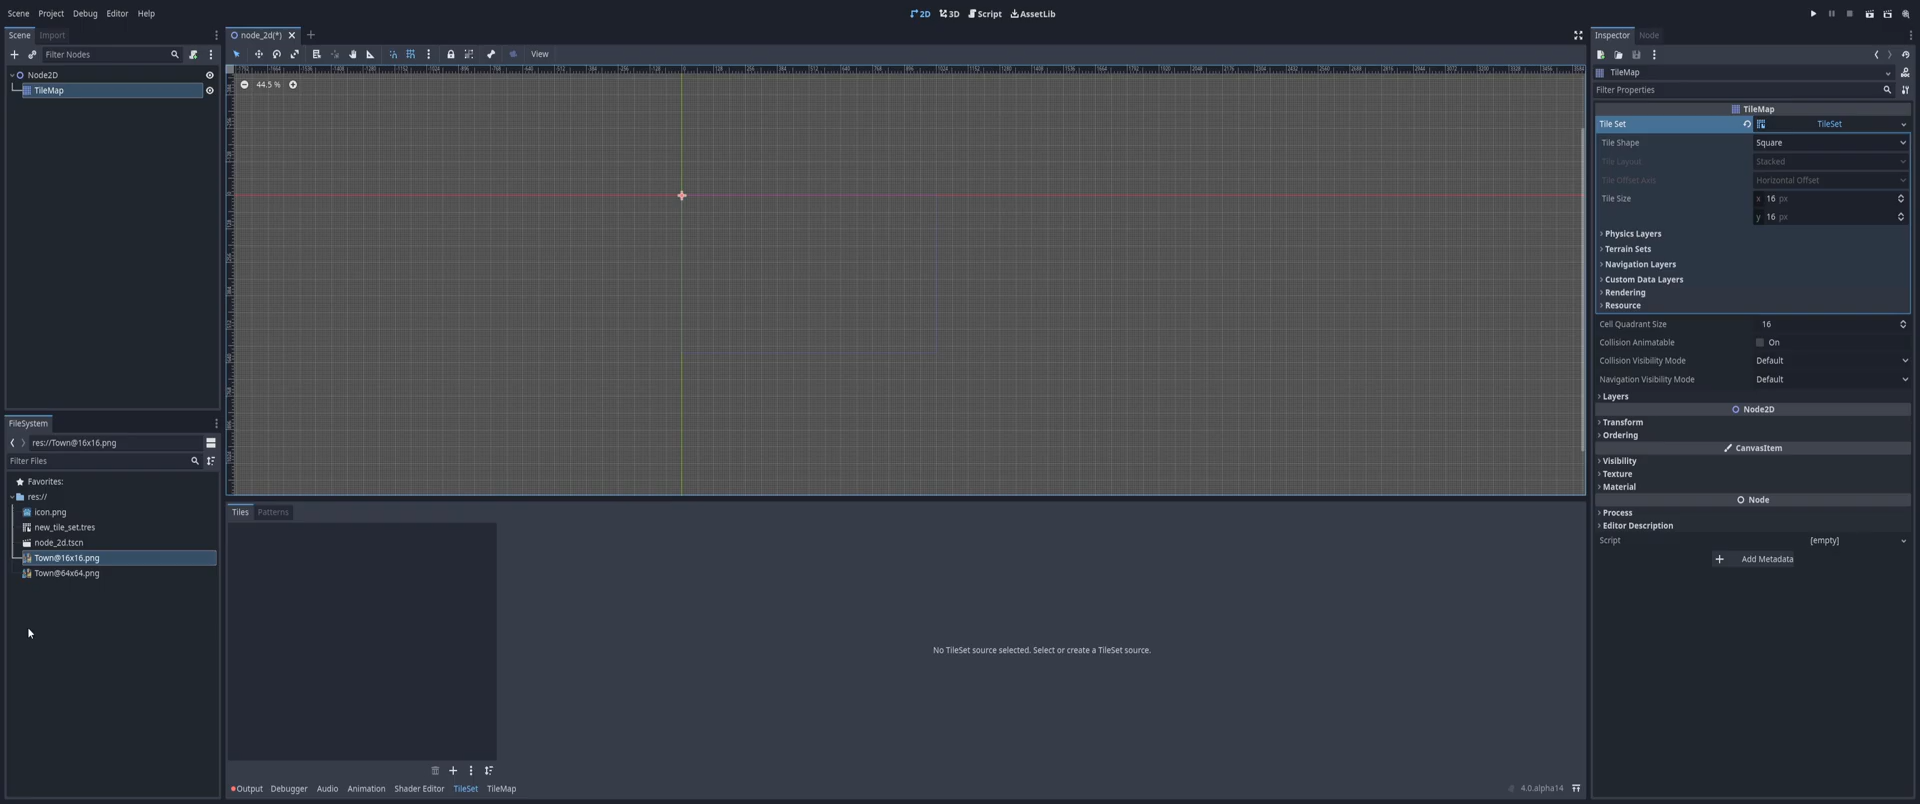 Scene Project Debug Editor Help
2D 3D Script AssetLib
Scene Import
node_2d(*)
Inspector Node
Filter Nodes
View
Node2D
TileMap
44.5 %
TileMap
Filter Properties
TileMap
Tile Set TileSet
Tile Shape Square
Tile Layout Stacked
Tile Offset Axis Horizontal Offset
Tile Size x 16 px
y 16 px
Physics Layers
Terrain Sets
Navigation Layers
Custom Data Layers
Rendering
Resource
Cell Quadrant Size 16
Collision Animatable On
Collision Visibility Mode Default
Navigation Visibility Mode Default
Layers
Node2D
Transform
Ordering
CanvasItem
Visibility
Texture
Material
Node
Process
Editor Description
Script [empty]
Add Metadata
FileSystem
res://Town@16x16.png
Filter Files
Favorites:
res://
icon.png
new_tile_set.tres
node_2d.tscn
Town@16x16.png
Town@64x64.png
Tiles Patterns
No TileSet source selected. Select or create a TileSet source.
Output Debugger Audio Animation Shader Editor TileSet TileMap
4.0.alpha14